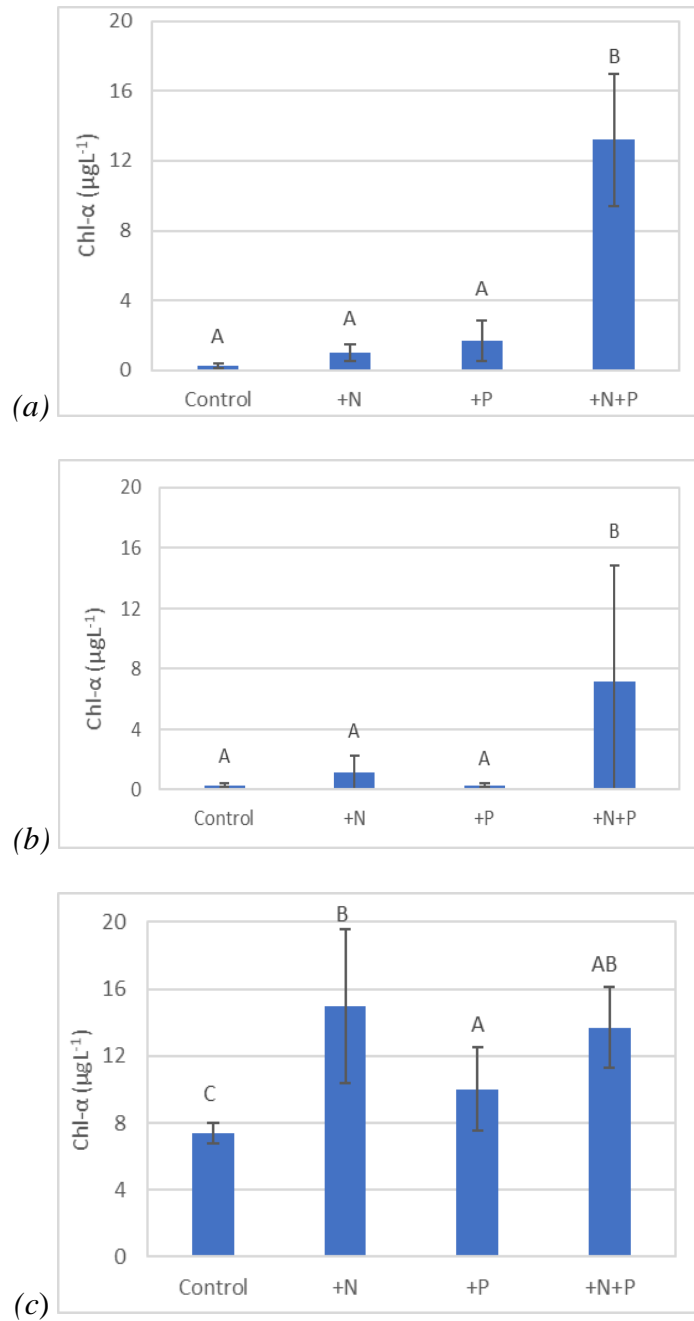 20
16
12
8
4
0
Chl-α (µgL⁻¹)
A
A
A
B
Control +N +P +N+P
(a)
20
16
12
8
4
0
Chl-α (µgL⁻¹)
A
A
A
B
Control +N +P +N+P
(b)
20
16
12
8
4
0
Chl-α (µgL⁻¹)
C
B
A
AB
Control +N +P +N+P
(c)